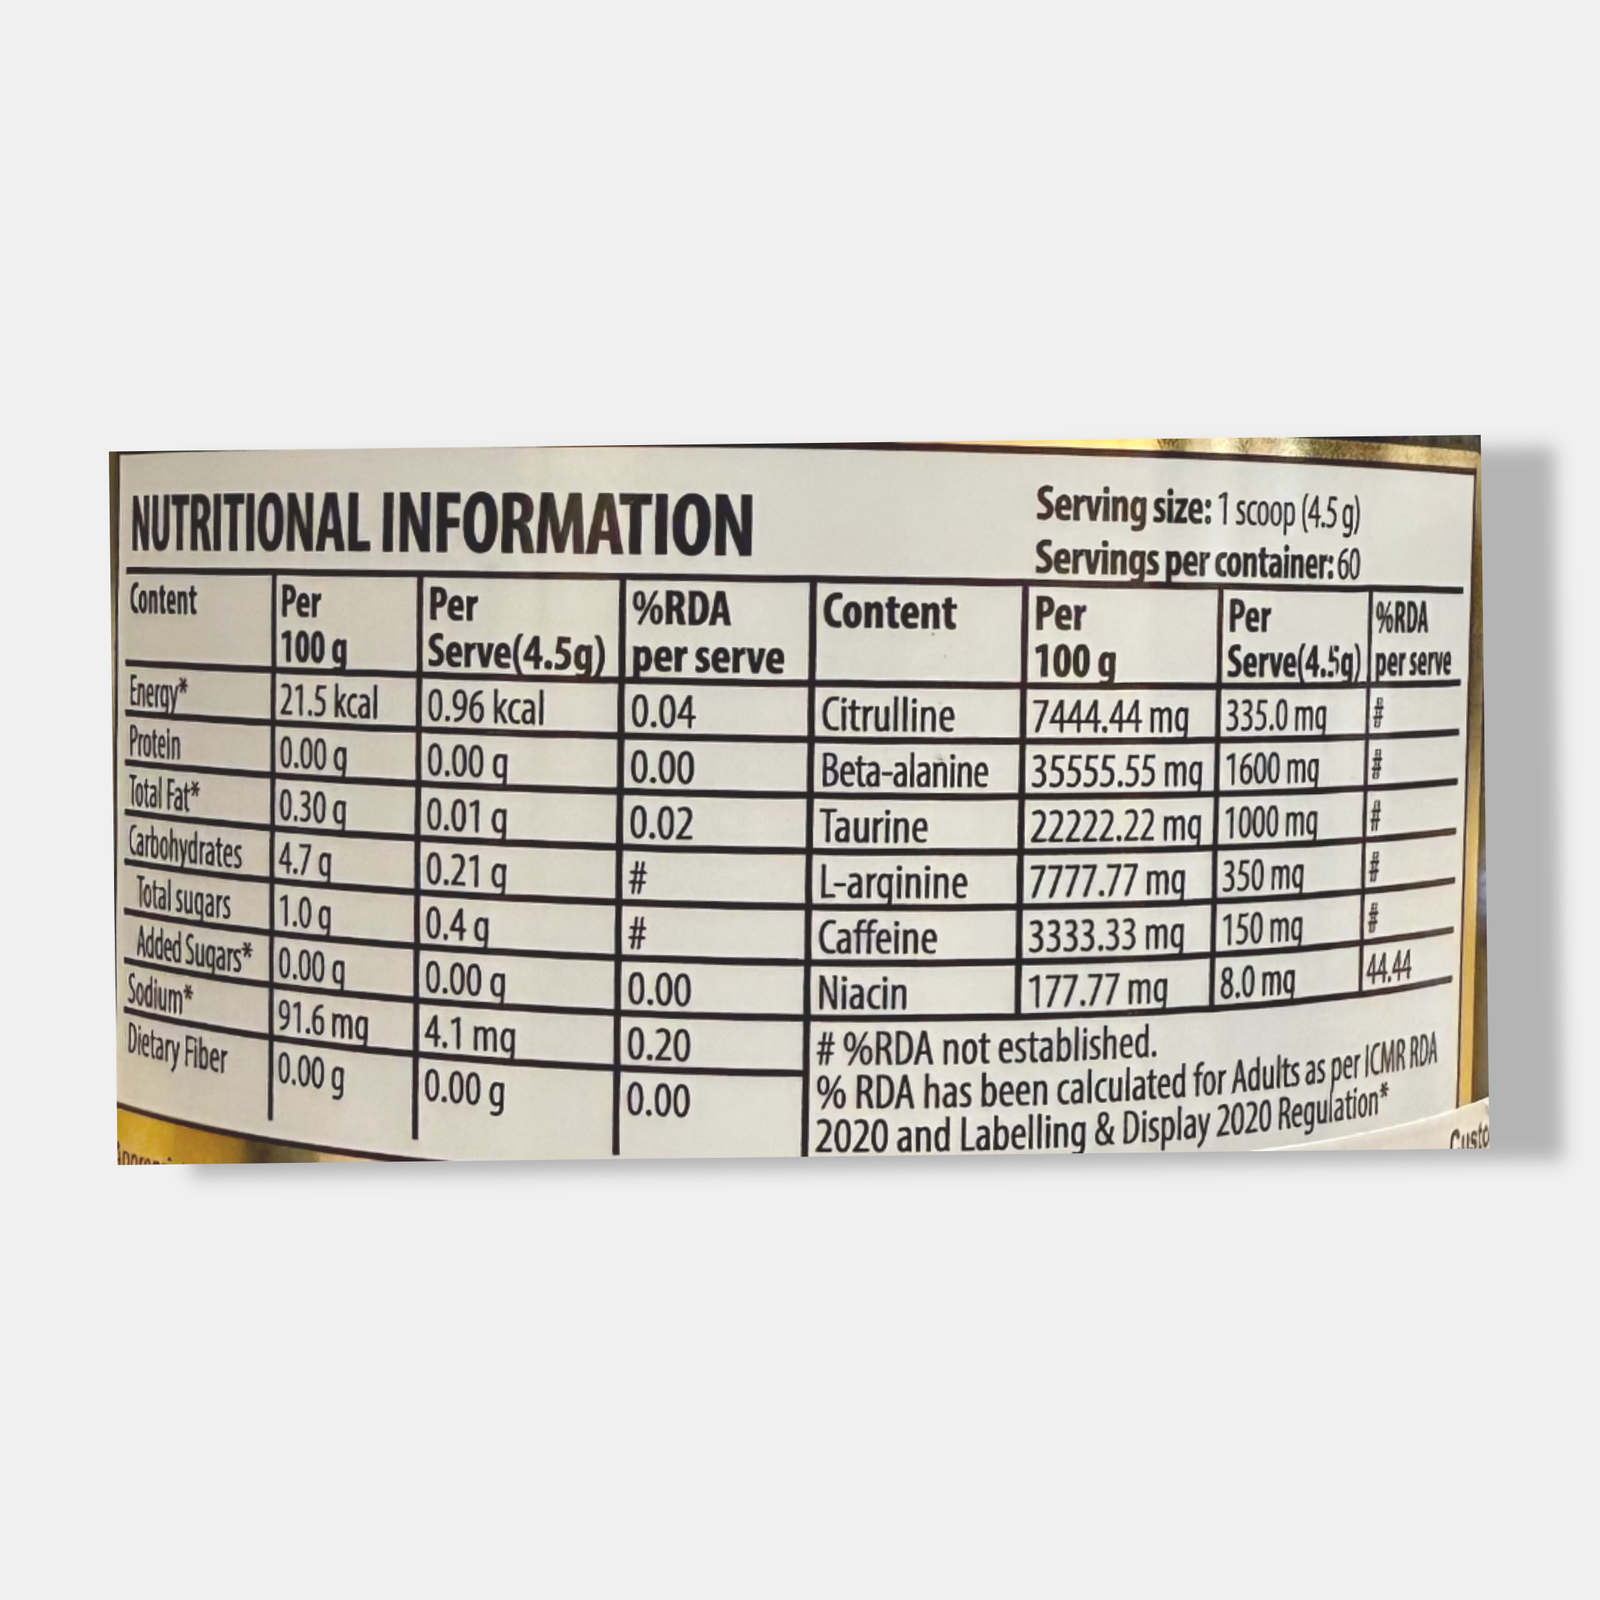 NUTRITIONAL INFORMATION
Serving size: 1 scoop (4.5 g)
Servings per container: 60
Content Per 100 g Per Serve(4.5g) %RDA per serve
Energy* 21.5 kcal 0.96 kcal 0.04
Protein 0.00 g 0.00 g 0.00
Total Fat* 0.30 g 0.01 g 0.02
Carbohydrates 4.7 g 0.21 g #
Total sugars 1.0 g 0.4 g #
Added Sugars* 0.00 g 0.00 g 0.00
Sodium* 91.6 mg 4.1 mg 0.20
Dietary Fiber 0.00 g 0.00 g 0.00
Content Per 100 g Per Serve(4.5g) %RDA per serve
Citrulline 7444.44 mg 335.0 mg #
Beta-alanine 35555.55 mg 1600 mg #
Taurine 22222.22 mg 1000 mg #
L-arginine 7777.77 mg 350 mg #
Caffeine 3333.33 mg 150 mg #
Niacin 177.77 mg 8.0 mg 44.44
# %RDA not established.
% RDA has been calculated for Adults as per ICMR RDA
2020 and Labelling & Display 2020 Regulation*